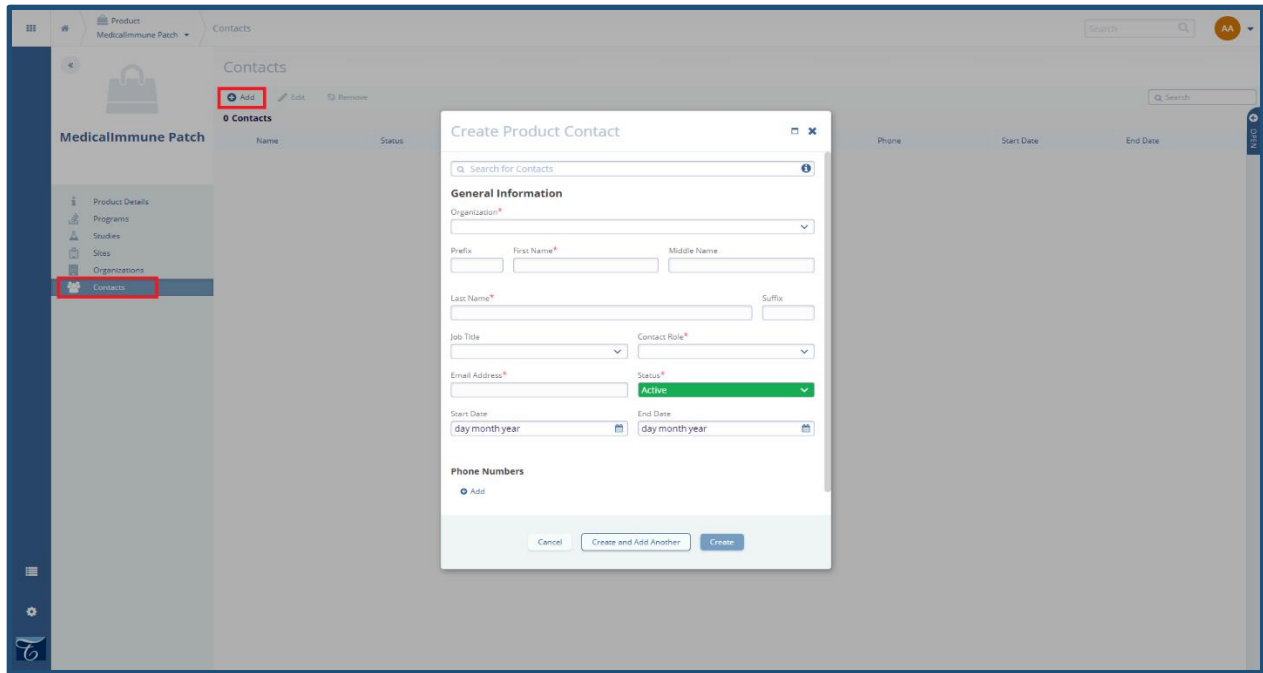 Product
MedicalImmune Patch
Contacts
Search
AA
Contacts
Add Edit Remove
Search
0 Contacts
OPEN
MedicalImmune Patch
Name Status Phone Start Date End Date
Product Details
Programs
Studies
Sites
Organizations
Contacts
Create Product Contact
Search for Contacts
General Information
Organization*
Prefix First Name* Middle Name
Last Name* Suffix
Job Title Contact Role*
Email Address* Status*
Active
Start Date End Date
day month year day month year
Phone Numbers
Add
Cancel Create and Add Another Create